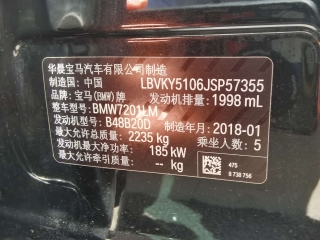 华晨宝马汽车有限公司制造
制造国: 中国 LBVKY5106JSP57355
品牌: 宝马(BMW)牌 发动机排量: 1998 mL
整车型号: BMW7201LM
发动机型号: B48B20D 制造年月: 2018-01
最大允许总质量: 2235 kg 乘坐人数: 5
发动机最大净功率: 185 kW
最大允许牵引质量: -- kg
475
8 738 756